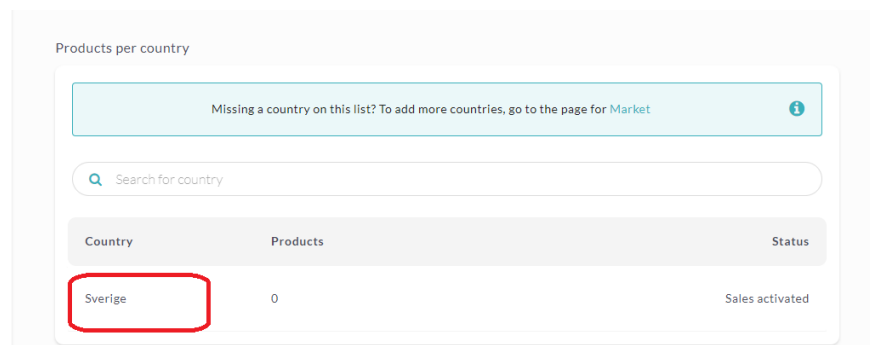 Products per country
Missing a country on this list? To add more countries, go to the page for Market
Search for country
Country Products Status
Sverige 0 Sales activated